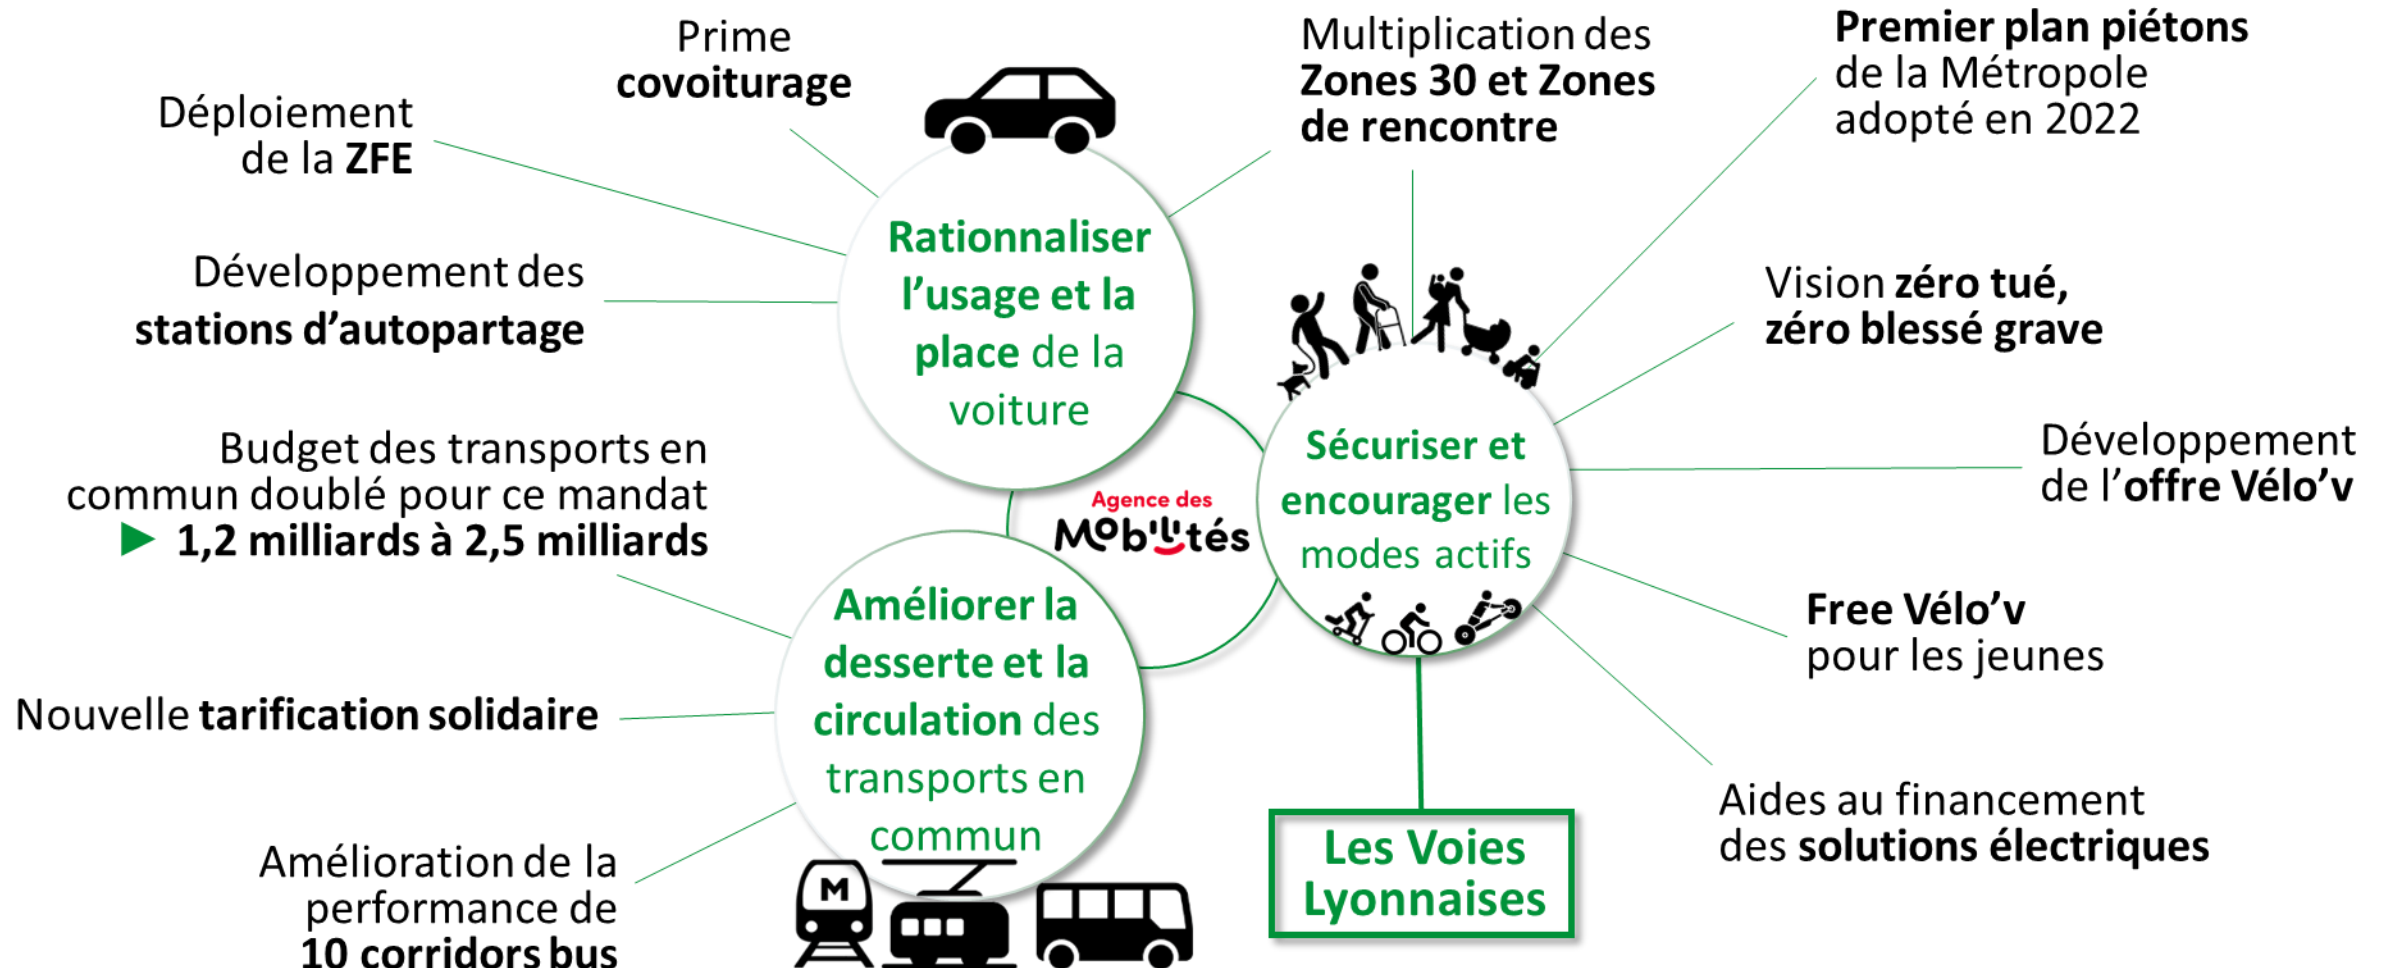 Prime
covoiturage
Déploiement
de la ZFE
Développement des
stations d’autopartage
Multiplication des
Zones 30 et Zones
de rencontre
Rationnaliser
l’usage et la
place de la
voiture
Premier plan piétons
de la Métropole
adopté en 2022
Vision zéro tué,
zéro blessé grave
Développement
de l’offre Vélo’v
Free Vélo’v
pour les jeunes
Aides au financement
des solutions électriques
Sécuriser et
encourager les
modes actifs
Les Voies
Lyonnaises
Agence des
Mobilités
Budget des transports en
commun doublé pour ce mandat
► 1,2 milliards à 2,5 milliards
Nouvelle tarification solidaire
Amélioration de la
performance de
10 corridors bus
Améliorer la
desserte et la
circulation des
transports en
commun
M